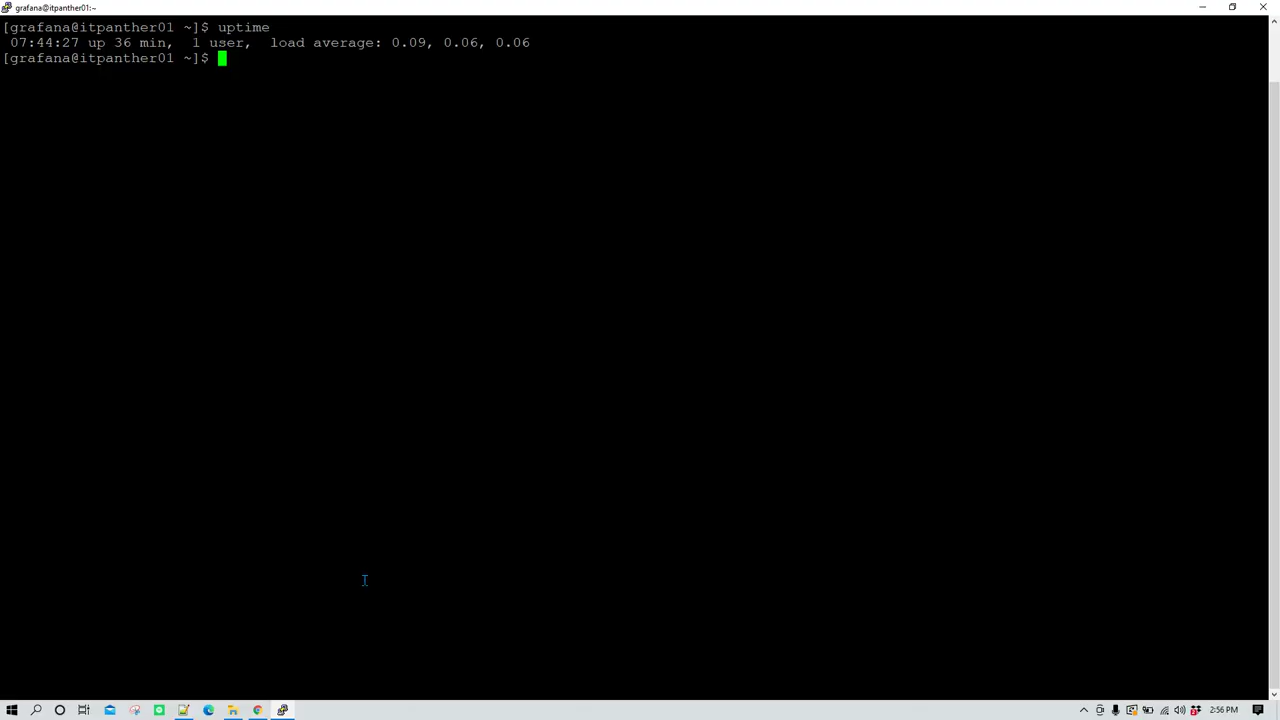 grafana@itpanther01:~
[grafana@itpanther01 ~]$ uptime
 07:44:27 up 36 min,  1 user,  load average: 0.09, 0.06, 0.06
[grafana@itpanther01 ~]$
2:56 PM